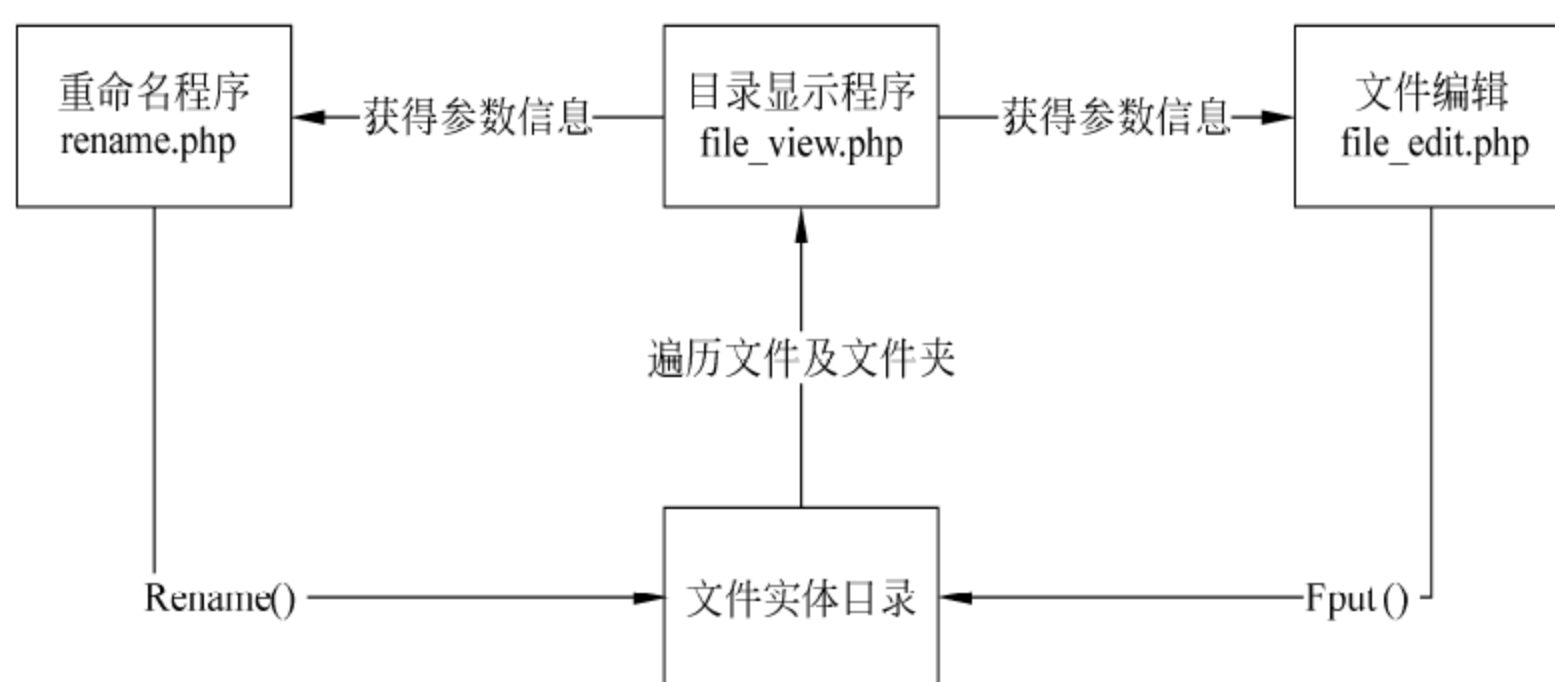 重命名程序
rename.php
获得参数信息
目录显示程序
file_view.php
获得参数信息
文件编辑
file_edit.php
遍历文件及文件夹
Rename()
文件实体目录
Fput ()